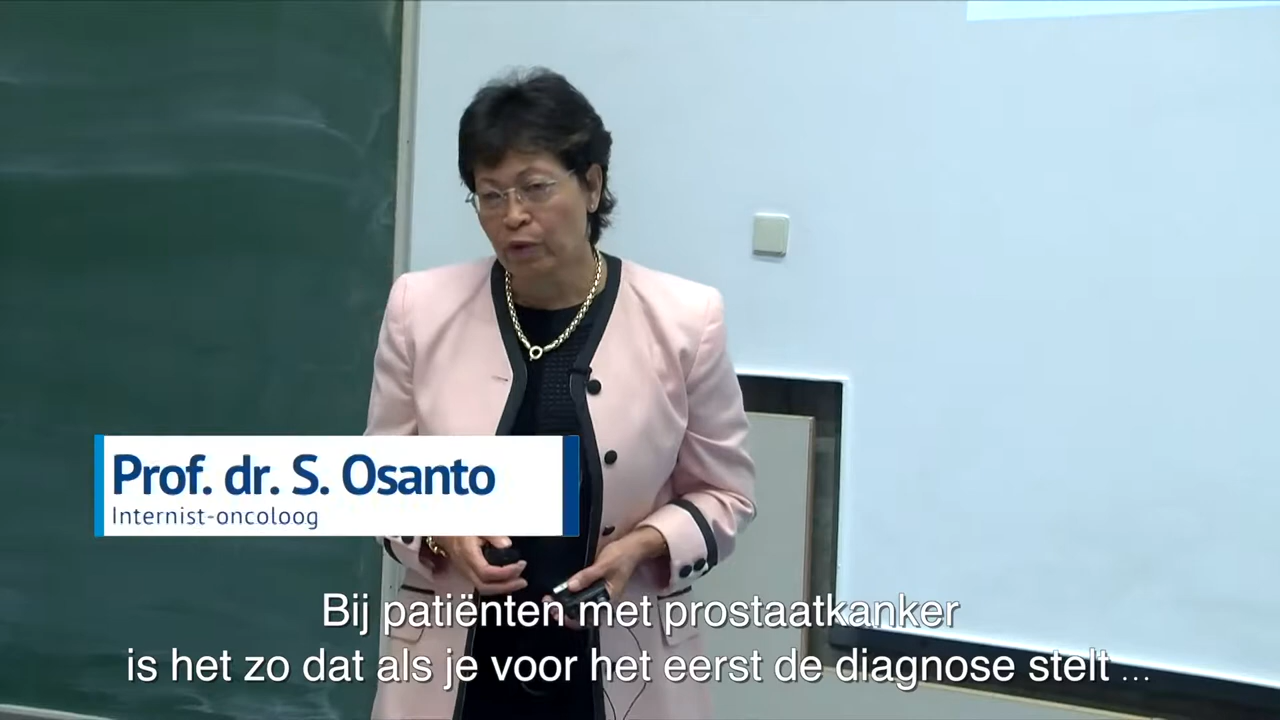 Prof. dr. S. Osanto
Internist-oncoloog
Bij patiënten met prostaatkanker
is het zo dat als je voor het eerst de diagnose stelt ...